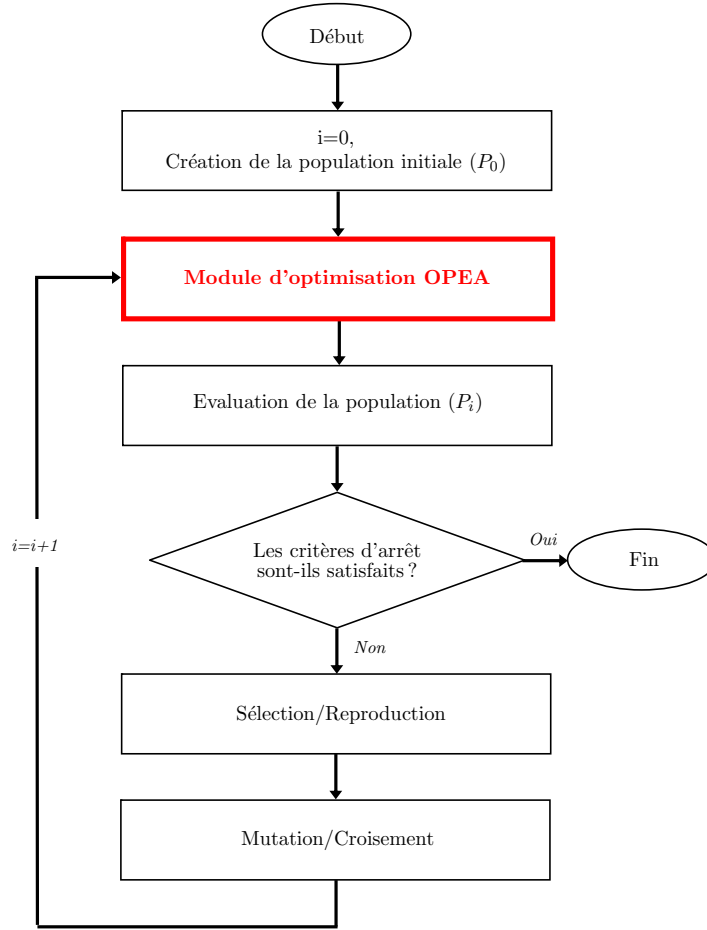 Début
i=0,
Création de la population initiale (P₀)
Module d'optimisation OPEA
Evaluation de la population (Pᵢ)
i=i+1
Les critères d'arrêt
sont-ils satisfaits ?
Oui
Fin
Non
Sélection/Reproduction
Mutation/Croisement